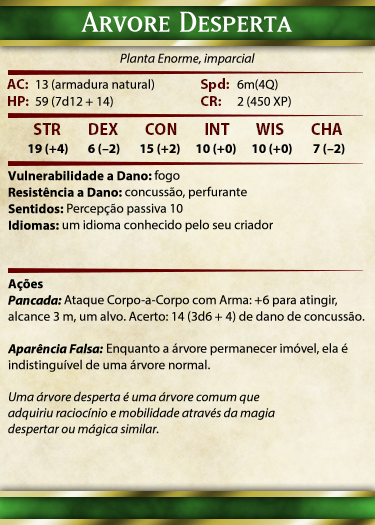 Arvore Desperta
Planta Enorme, imparcial
AC: 13 (armadura natural) Spd: 6m(4Q)
HP: 59 (7d12 + 14) CR: 2 (450 XP)
STR DEX CON INT WIS CHA
19 (+4) 6 (–2) 15 (+2) 10 (+0) 10 (+0) 7 (–2)
Vulnerabilidade a Dano: fogo
Resistência a Dano: concussão, perfurante
Sentidos: Percepção passiva 10
Idiomas: um idioma conhecido pelo seu criador
Ações
Pancada: Ataque Corpo-a-Corpo com Arma: +6 para atingir,
alcance 3 m, um alvo. Acerto: 14 (3d6 + 4) de dano de concussão.
Aparência Falsa: Enquanto a árvore permanecer imóvel, ela é
indistinguível de uma árvore normal.
Uma árvore desperta é uma árvore comum que
adquiriu raciocínio e mobilidade através da magia
despertar ou mágica similar.